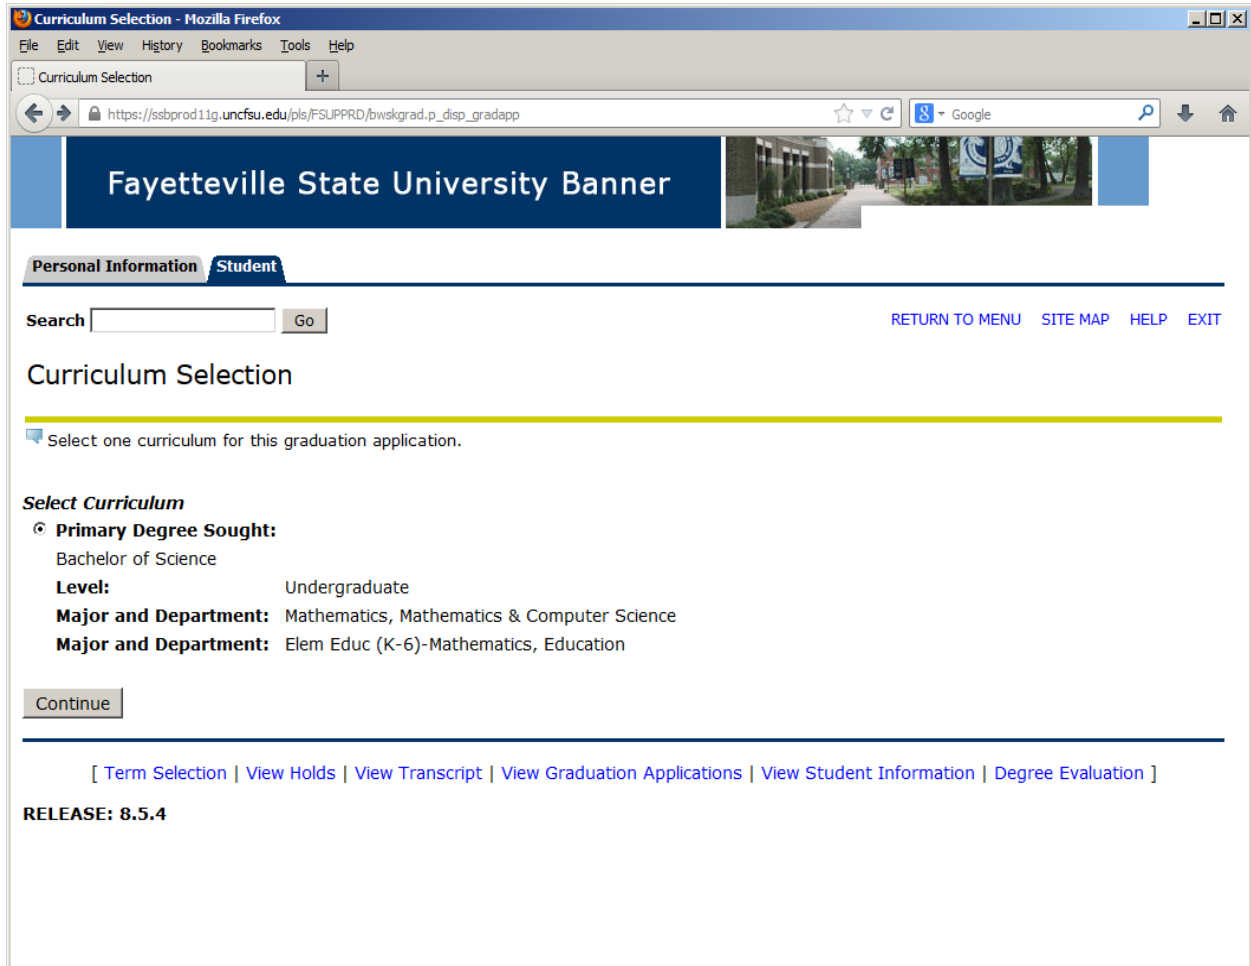 Curriculum Selection - Mozilla Firefox
File Edit View History Bookmarks Tools Help
Curriculum Selection +
https://ssbprod11g.uncfsu.edu/pls/FSUPPRD/bwskgrad.p_disp_gradapp 8 Google
Fayetteville State University Banner
Personal Information Student
Search Go RETURN TO MENU SITE MAP HELP EXIT
Curriculum Selection
Select one curriculum for this graduation application.
Select Curriculum
Primary Degree Sought:
Bachelor of Science
Level: Undergraduate
Major and Department: Mathematics, Mathematics & Computer Science
Major and Department: Elem Educ (K-6)-Mathematics, Education
Continue
[ Term Selection | View Holds | View Transcript | View Graduation Applications | View Student Information | Degree Evaluation ]
RELEASE: 8.5.4